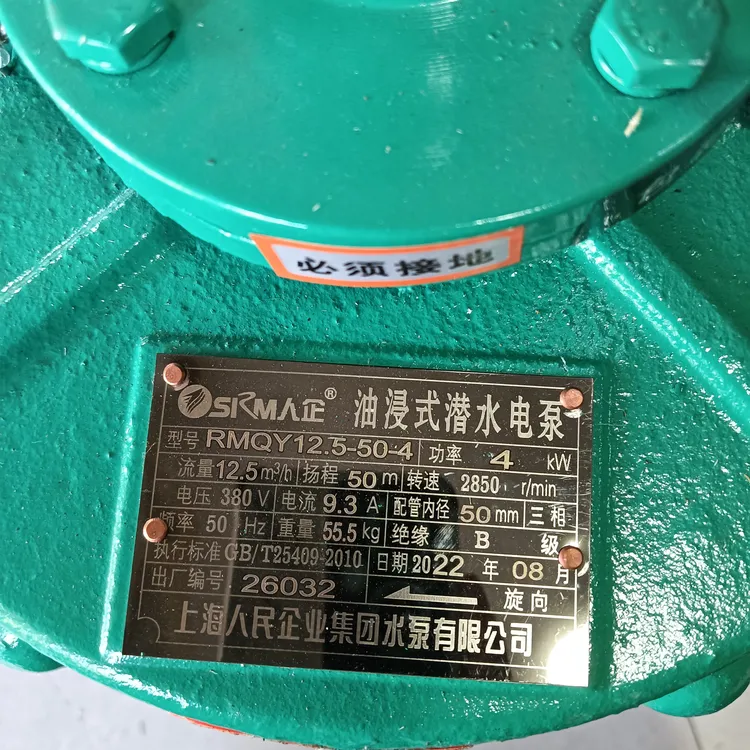 必须接地
SRM人企® 油浸式潜水电泵
型号 RMQY12.5-50-4 功率 4 kW
流量 12.5 m³/h 扬程 50 m 转速 2850 r/min
电压 380 V 电流 9.3 A 配管内径 50 mm 三相
频率 50 Hz 重量 55.5 kg 绝缘 B 级
执行标准 GB/T25409-2010 日期 2022 年 08 月
出厂编号 26032 旋向
上海人民企业集团水泵有限公司